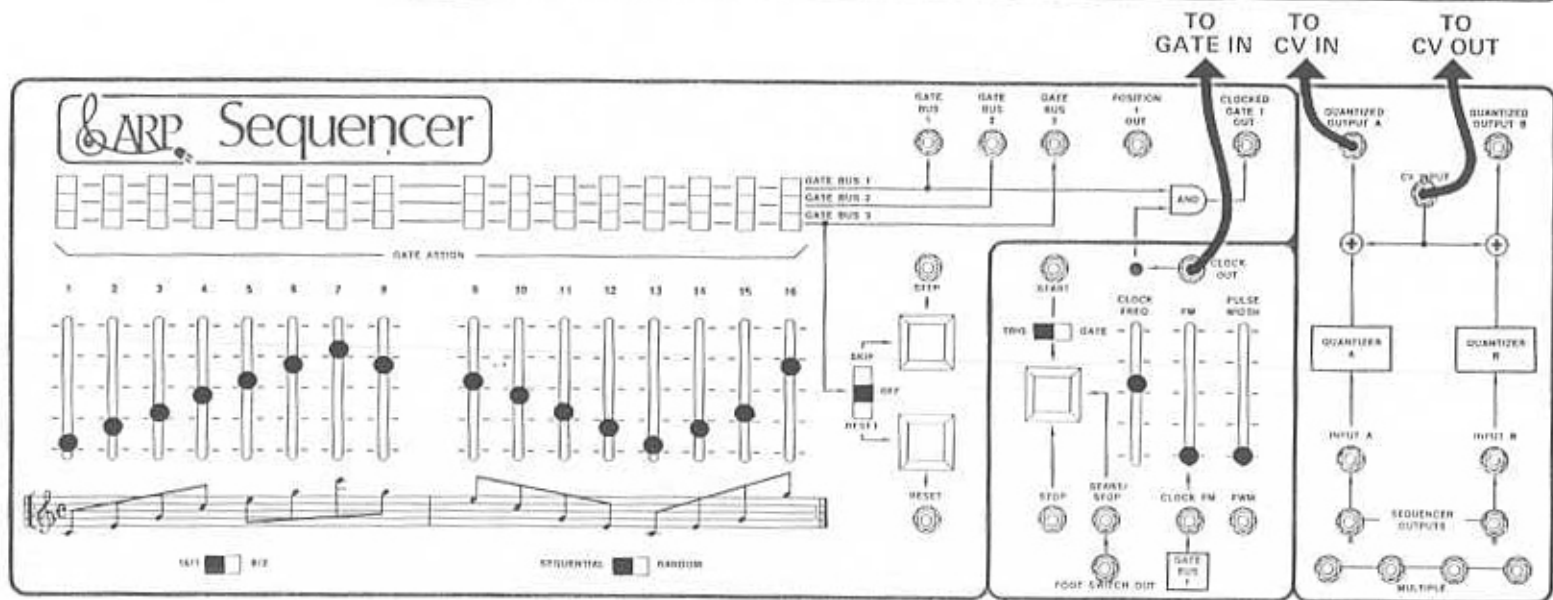 TO GATE IN
TO CV IN
TO CV OUT
ARP Sequencer
GATE BUS 1
GATE BUS 2
GATE BUS 3
POSITION 1 OUT
CLOCKED GATE 1 OUT
QUANTIZED OUTPUT A
QUANTIZED OUTPUT B
CV INPUT
GATE BUS 1
GATE BUS 2
GATE BUS 3
AND
GATE ASSIGN
1 2 3 4 5 6 7 8 9 10 11 12 13 14 15 16
STEP
START
CLOCK OUT
CLOCK FREQ
FM
PULSE WIDTH
GATE
SKIP
OFF
RESET
QUANTIZER A
QUANTIZER B
INPUT A
INPUT B
RESET
STOP
START/STOP
CLOCK FM
PWM
SEQUENCER OUTPUTS
16/1
8/2
SEQUENTIAL
RANDOM
FOOT SWITCH OUT
GATE BUS
MULTIPLE